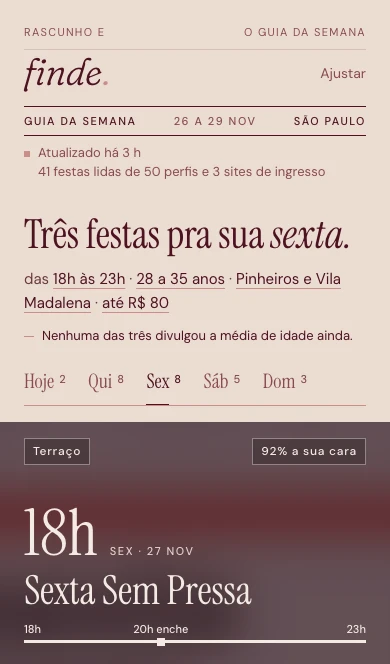 RASCUNHO E
O GUIA DA SEMANA
finde.
Ajustar
GUIA DA SEMANA
26 A 29 NOV
SÃO PAULO
Atualizado há 3 h
41 festas lidas de 50 perfis e 3 sites de ingresso
Três festas pra sua sexta.
das 18h às 23h · 28 a 35 anos · Pinheiros e Vila
Madalena · até R$ 80
— Nenhuma das três divulgou a média de idade ainda.
Hoje 2 Qui 8 Sex 8 Sáb 5 Dom 3
Terraço
92% a sua cara
18h SEX · 27 NOV
Sexta Sem Pressa
18h 20h enche 23h